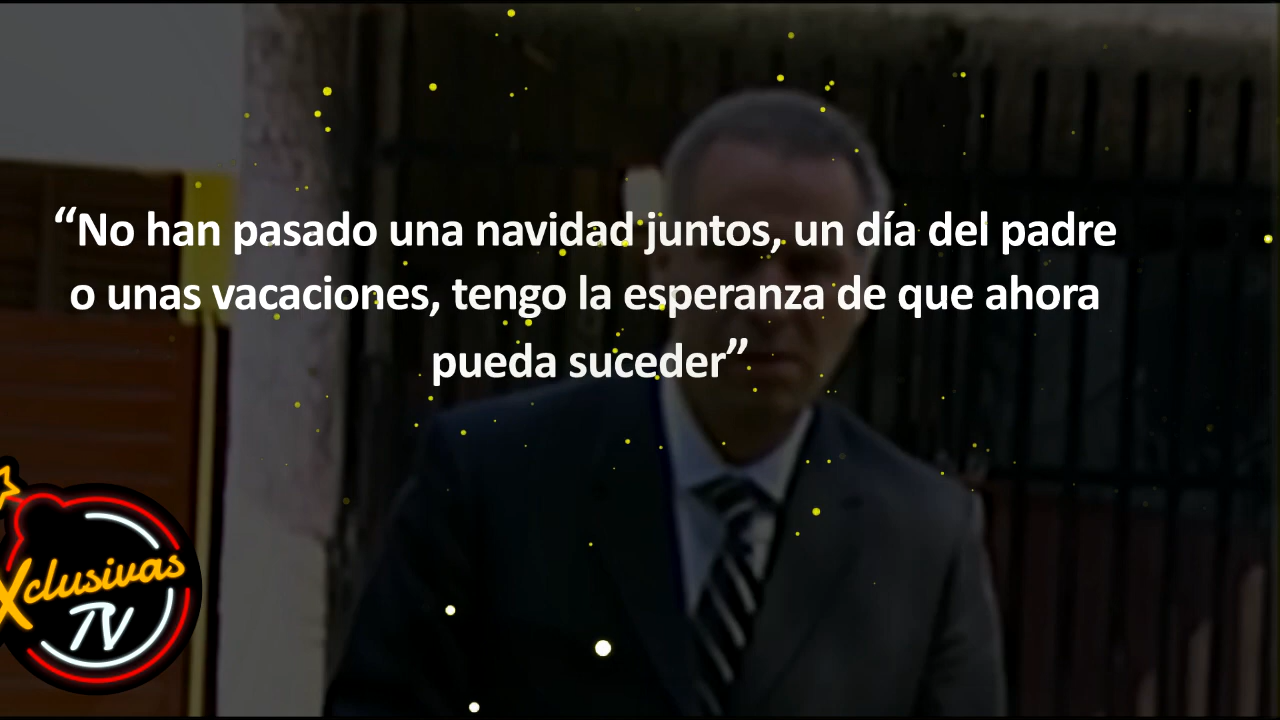 “No han pasado una navidad juntos, un día del padre
o unas vacaciones, tengo la esperanza de que ahora
pueda suceder”
Xclusivas
TV